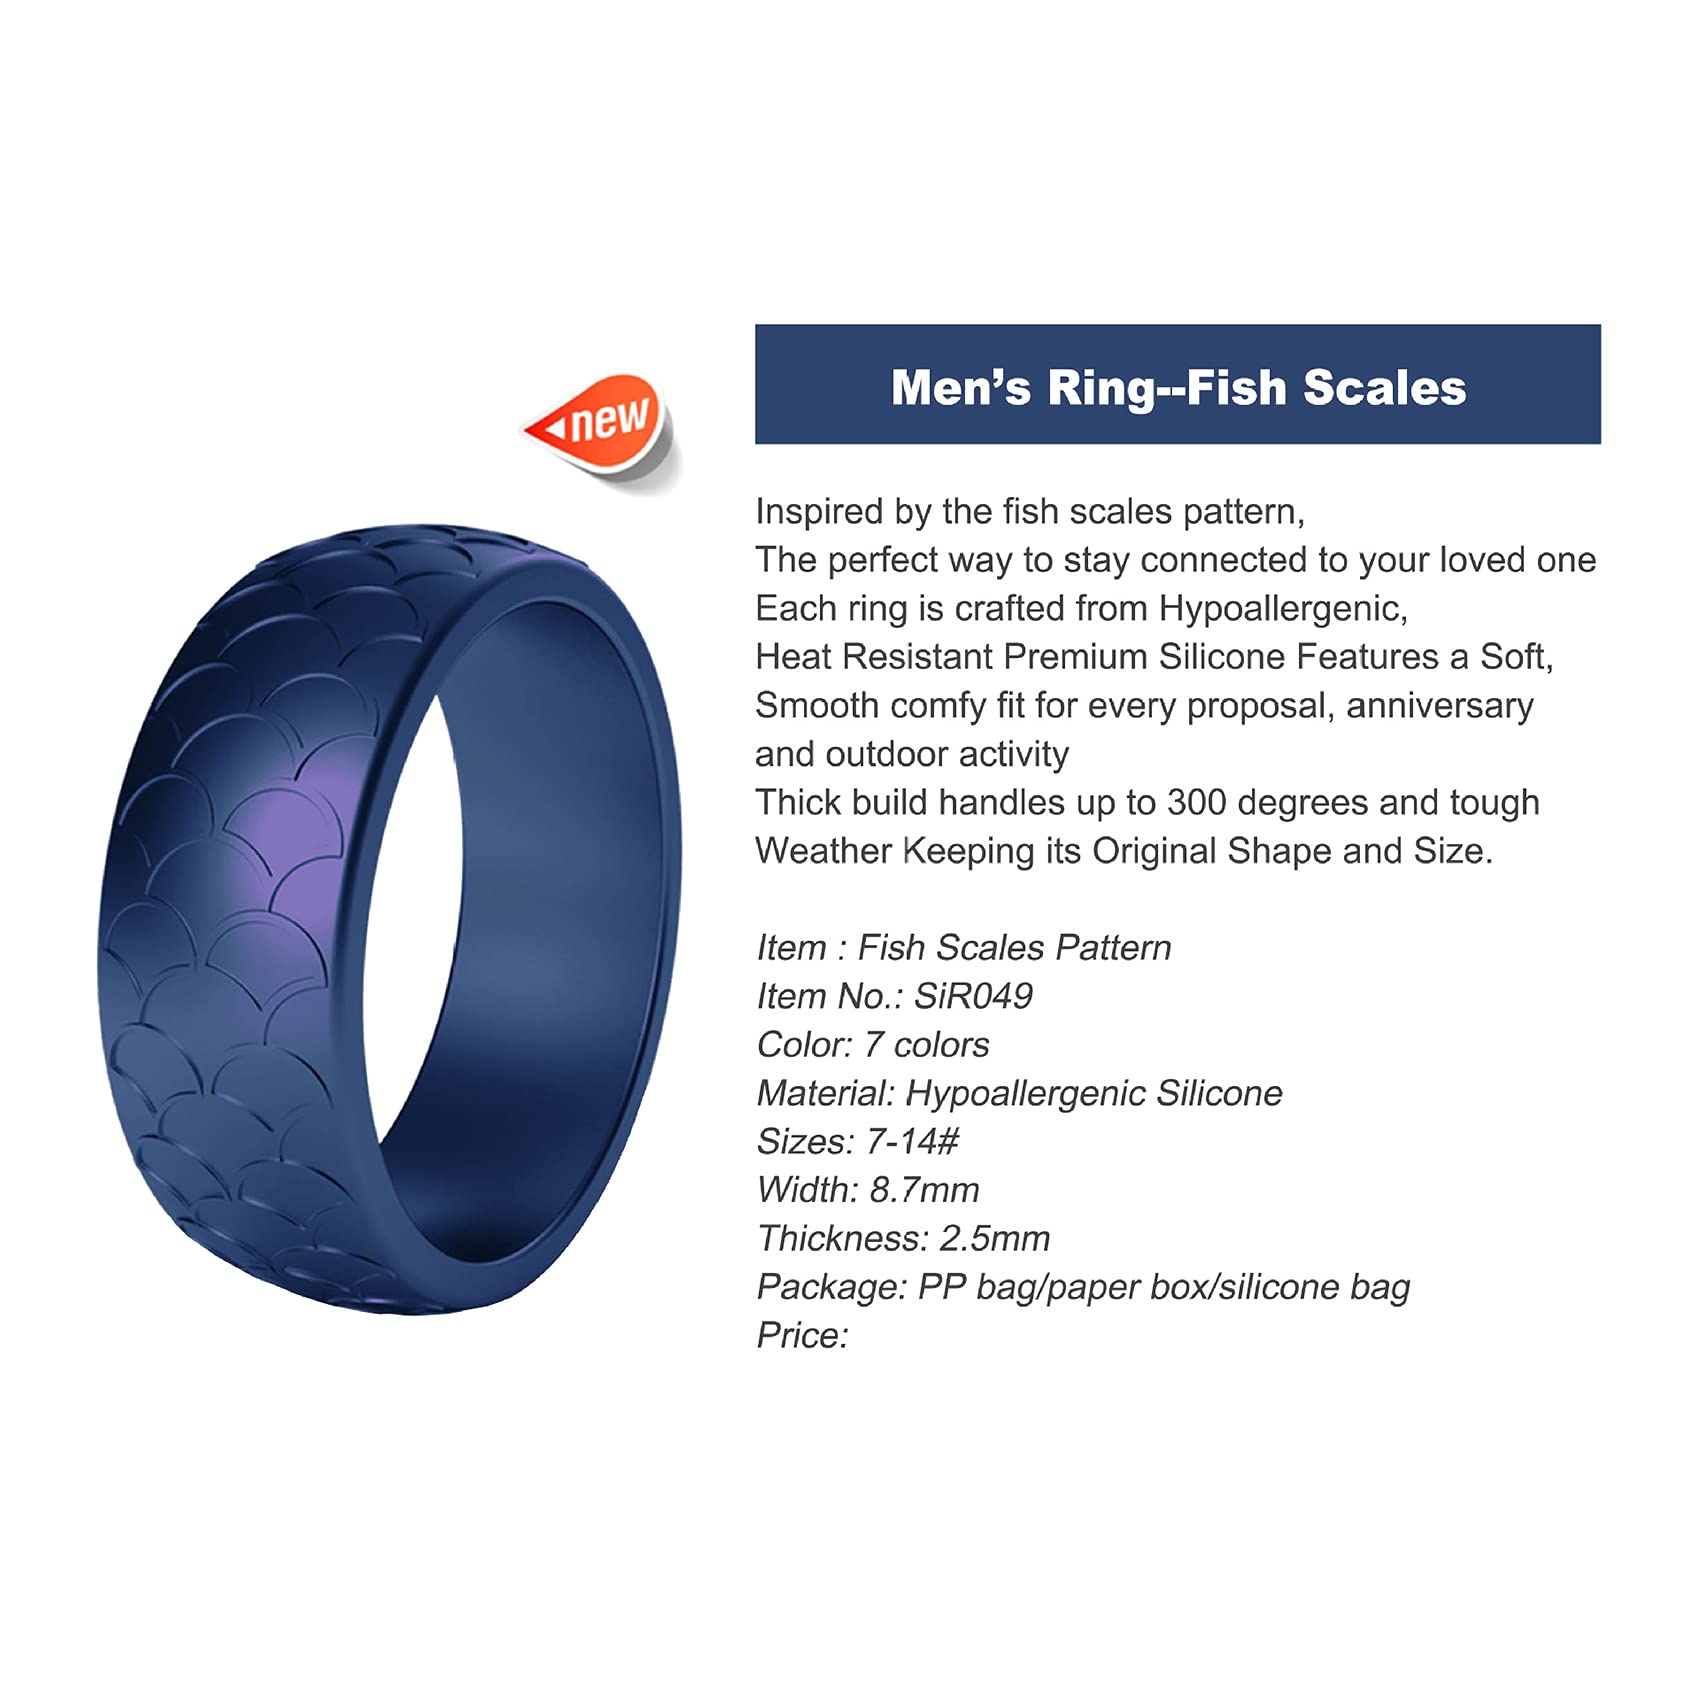 new
Men’s Ring--Fish Scales
Inspired by the fish scales pattern,
The perfect way to stay connected to your loved one
Each ring is crafted from Hypoallergenic,
Heat Resistant Premium Silicone Features a Soft,
Smooth comfy fit for every proposal, anniversary
and outdoor activity
Thick build handles up to 300 degrees and tough
Weather Keeping its Original Shape and Size.
Item : Fish Scales Pattern
Item No.: SiR049
Color: 7 colors
Material: Hypoallergenic Silicone
Sizes: 7-14#
Width: 8.7mm
Thickness: 2.5mm
Package: PP bag/paper box/silicone bag
Price: